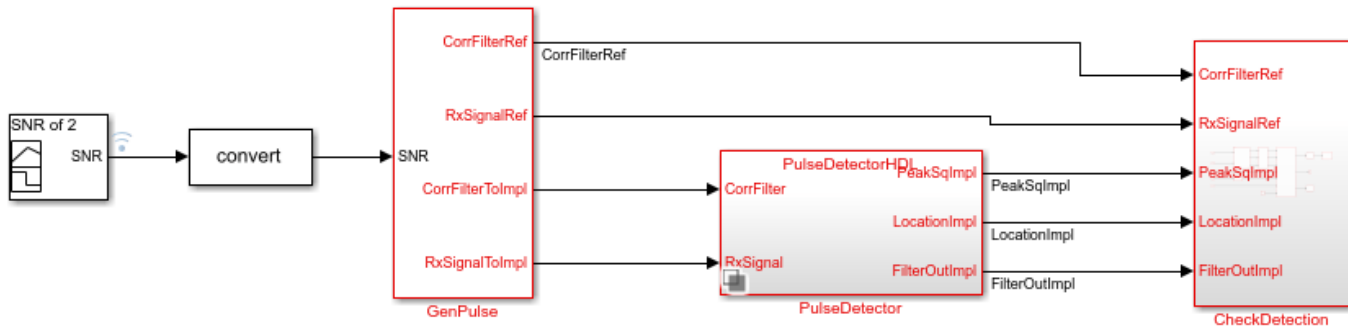 SNR of 2
SNR
convert
CorrFilterRef
RxSignalRef
SNR
CorrFilterToImpl
RxSignalToImpl
GenPulse
CorrFilterRef
PulseDetectorHDL
CorrFilter
RxSignal
PeakSqImpl
LocationImpl
FilterOutImpl
PulseDetector
PeakSqImpl
LocationImpl
FilterOutImpl
CorrFilterRef
RxSignalRef
PeakSqImpl
LocationImpl
FilterOutImpl
CheckDetection